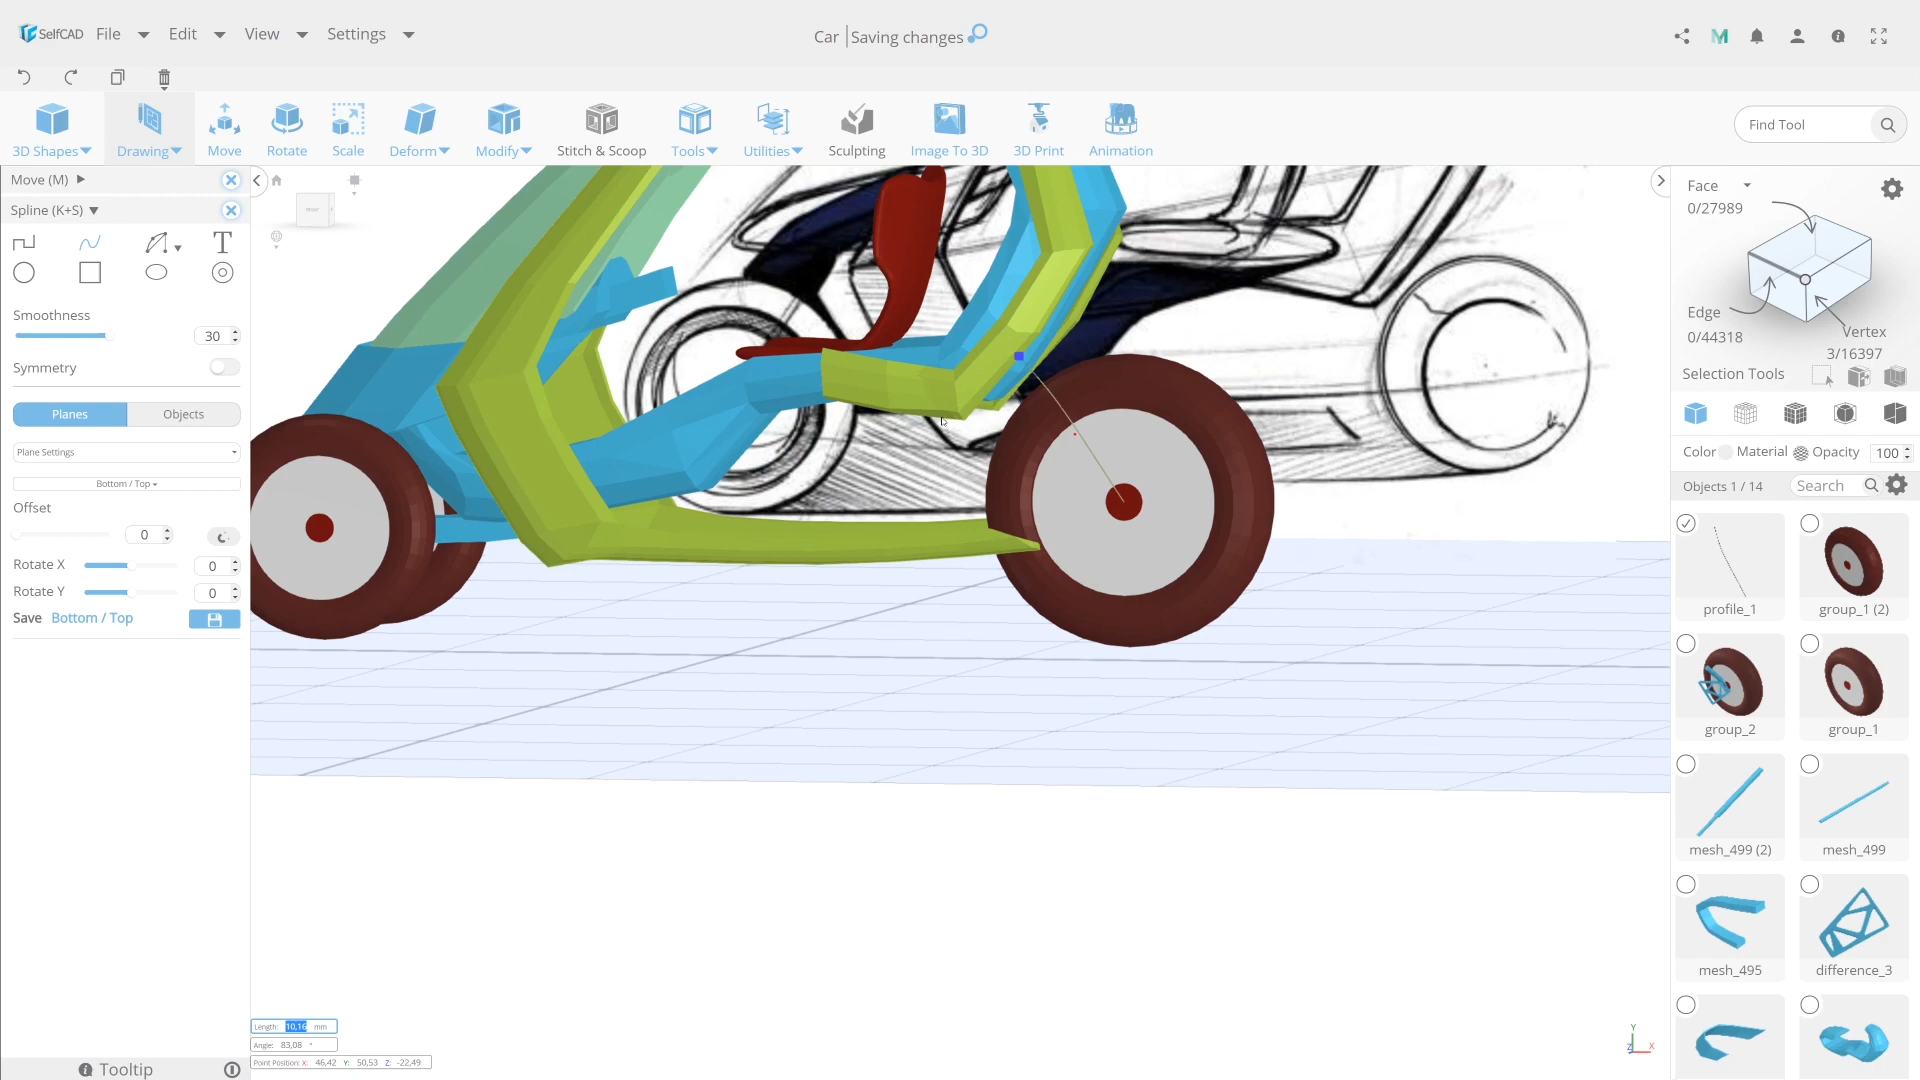 SelfCAD File Edit View Settings Car Saving changes
3D Shapes Drawing Move Rotate Scale Deform Modify Stitch & Scoop Tools Utilities Sculpting Image To 3D 3D Print Animation Find Tool
Move (M)
Spline (K+S)
T
Smoothness
30
Symmetry
Planes Objects
Plane Settings
Bottom / Top
Offset
0
Rotate X 0
Rotate Y 0
Save Bottom / Top
Tooltip
FRONT
Length: 10,16 mm
Angle: 83,08 °
Point Position: X: 46,42 Y: 50,53 Z: -22,49
Y
Z X
Face
0/27989
Edge
0/44318
Vertex
3/16397
Selection Tools
Color Material Opacity 100
Objects 1 / 14 Search
profile_1 group_1 (2)
group_2 group_1
mesh_499 (2) mesh_499
mesh_495 difference_3